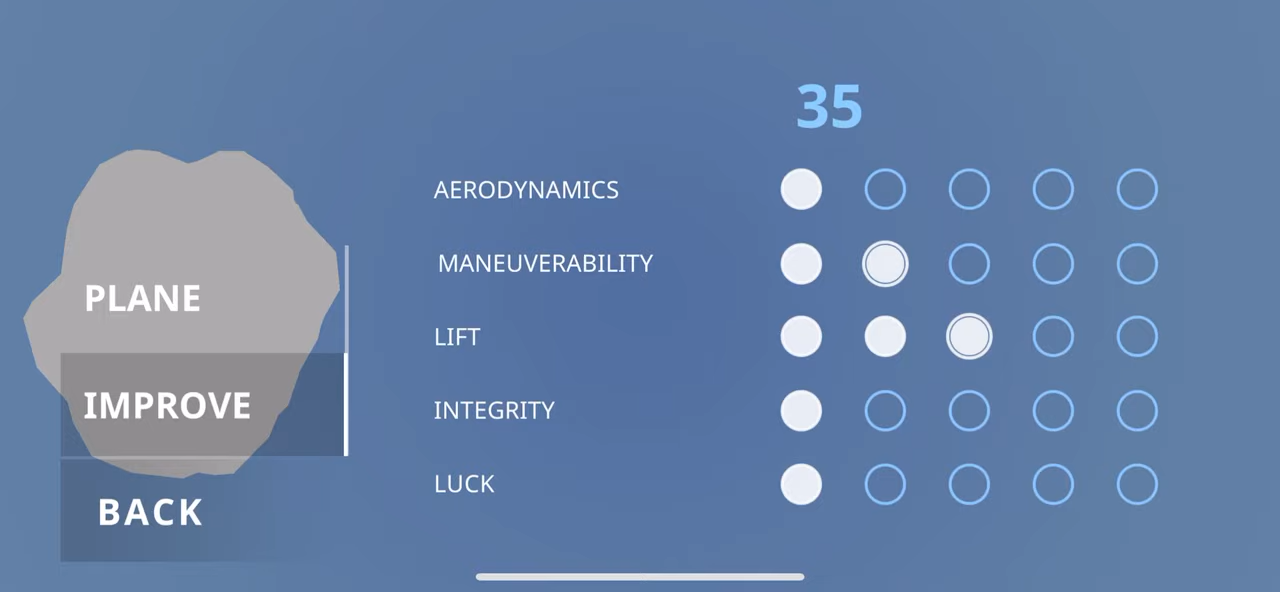 35
AERODYNAMICS
MANEUVERABILITY
LIFT
INTEGRITY
LUCK
PLANE
IMPROVE
BACK